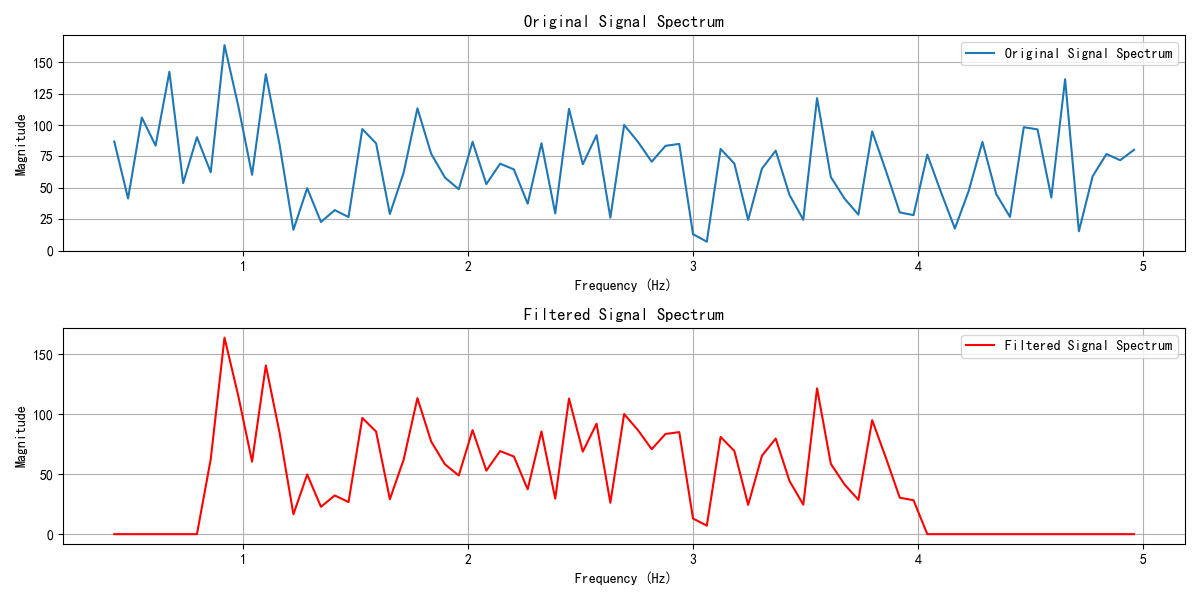 Original Signal Spectrum
Original Signal Spectrum
Magnitude
150
125
100
75
50
25
0
1 2 3 4 5
Frequency (Hz)
Filtered Signal Spectrum
Filtered Signal Spectrum
Magnitude
150
100
50
0
1 2 3 4 5
Frequency (Hz)